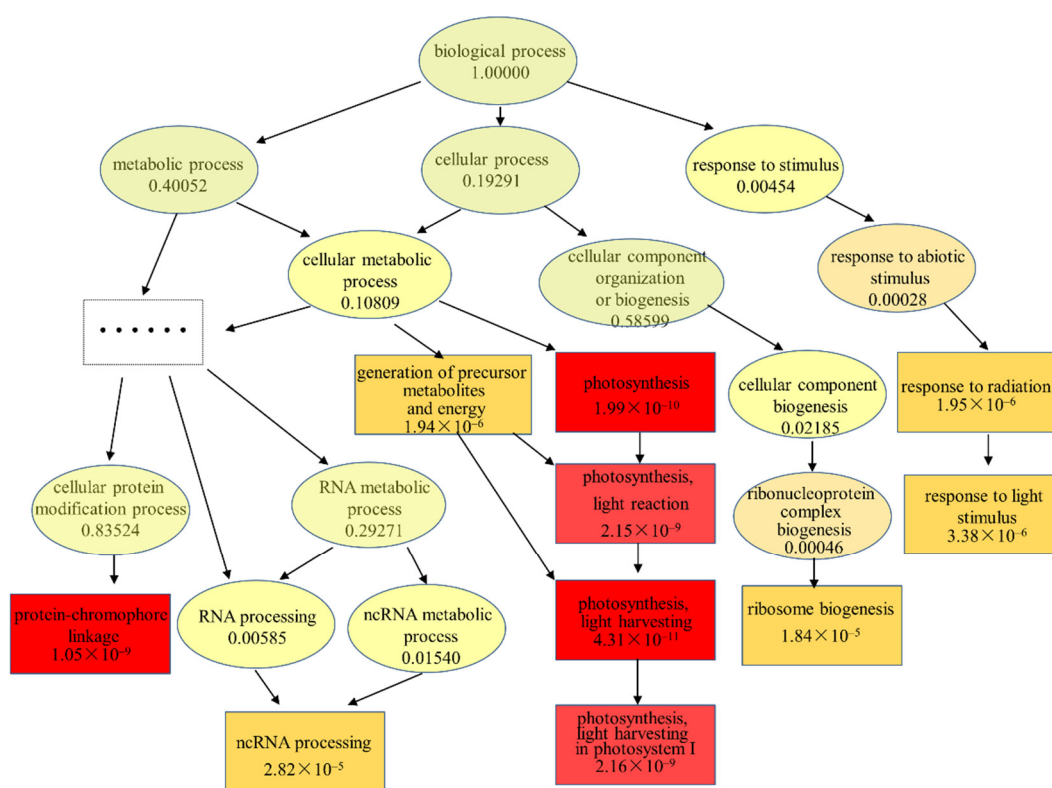 biological process
1.00000
metabolic process
0.40052
cellular process
0.19291
response to stimulus
0.00454
cellular metabolic
process
0.10809
cellular component
organization
or biogenesis
0.58599
response to abiotic
stimulus
0.00028
......
generation of precursor
metabolites
and energy
1.94×10⁻⁶
photosynthesis
1.99×10⁻¹⁰
cellular component
biogenesis
0.02185
response to radiation
1.95×10⁻⁶
cellular protein
modification process
0.83524
RNA metabolic
process
0.29271
photosynthesis,
light reaction
2.15×10⁻⁹
ribonucleoprotein
complex
biogenesis
0.00046
response to light
stimulus
3.38×10⁻⁶
protein-chromophore
linkage
1.05×10⁻⁹
RNA processing
0.00585
ncRNA metabolic
process
0.01540
photosynthesis,
light harvesting
4.31×10⁻¹¹
ribosome biogenesis
1.84×10⁻⁵
ncRNA processing
2.82×10⁻⁵
photosynthesis,
light harvesting
in photosystem I
2.16×10⁻⁹